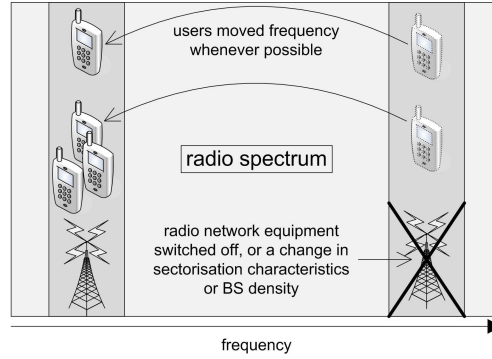 users moved frequency
whenever possible
radio spectrum
radio network equipment
switched off, or a change in
sectorisation characteristics
or BS density
frequency